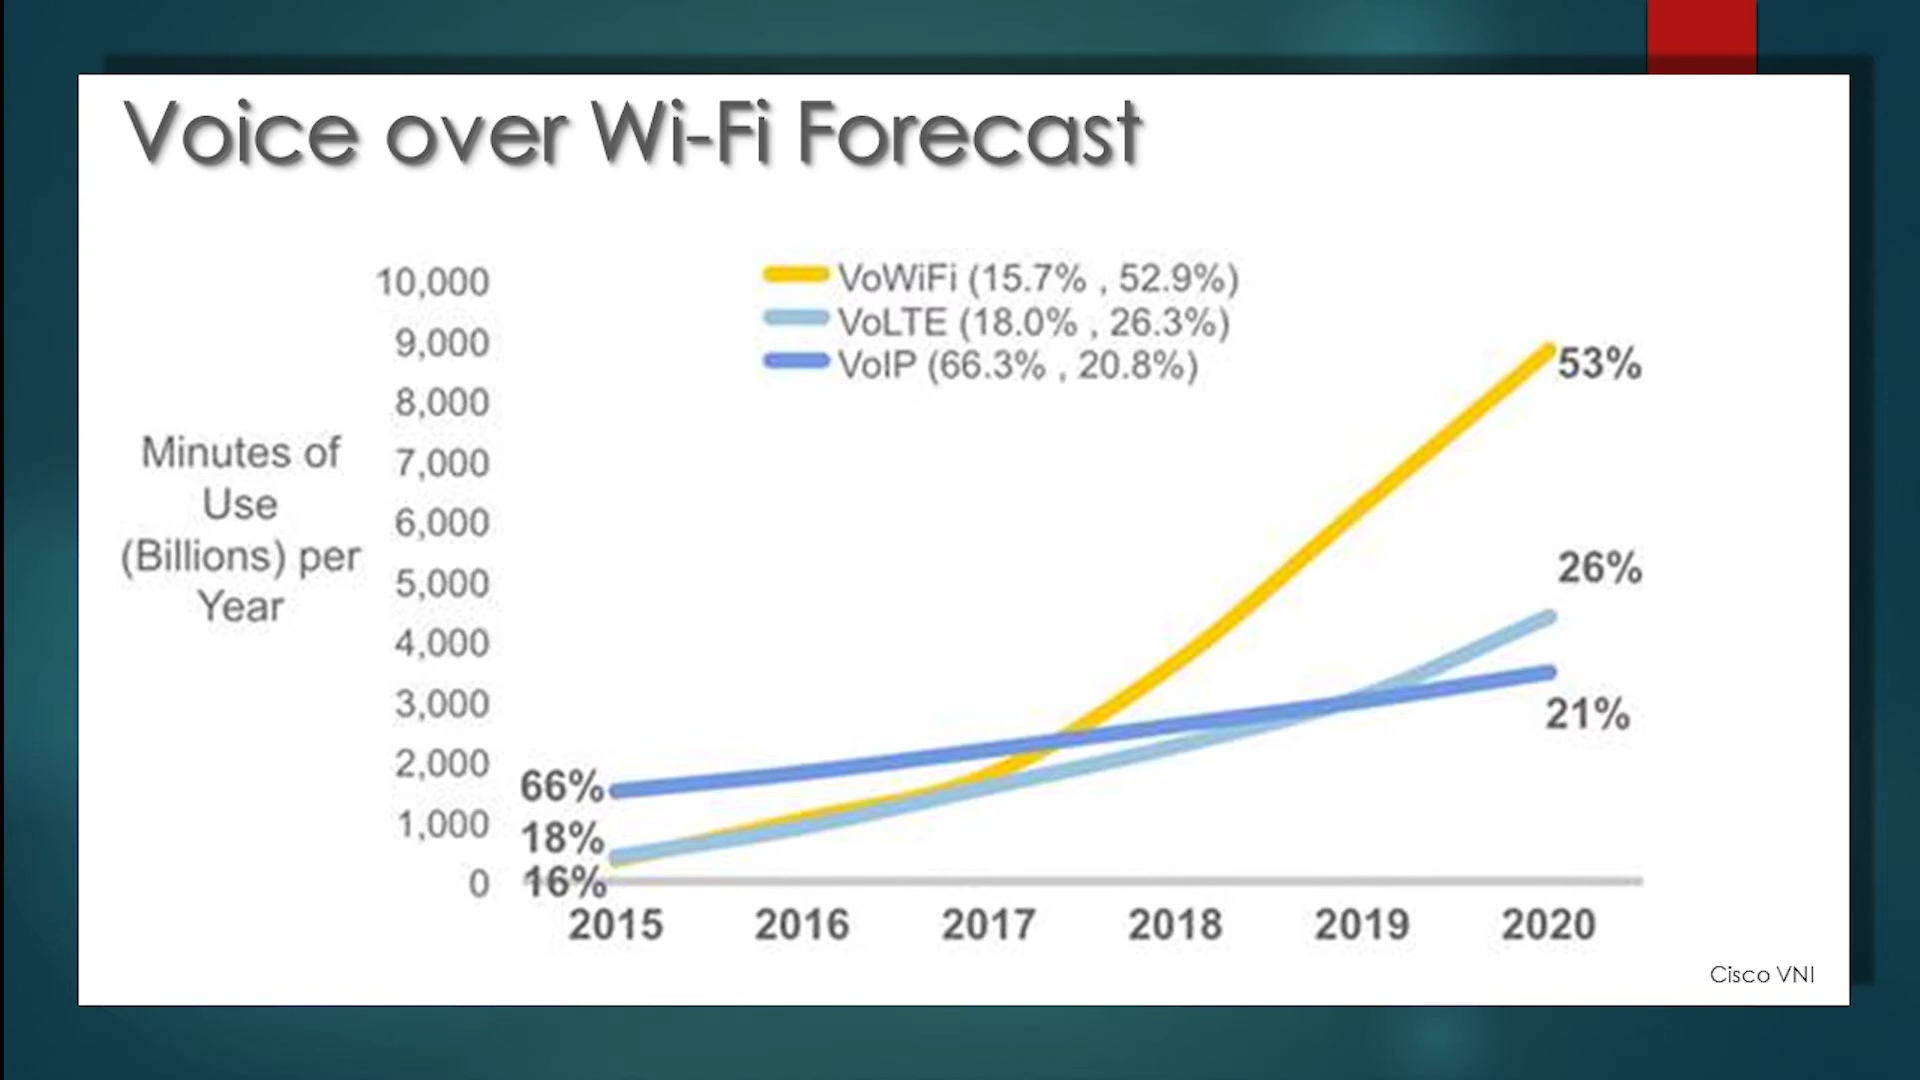 Voice over Wi-Fi Forecast
VoWiFi (15.7% , 52.9%)
VoLTE (18.0% , 26.3%)
VoIP (66.3% , 20.8%)
Minutes of
Use
(Billions) per
Year
10,000
9,000
8,000
7,000
6,000
5,000
4,000
3,000
2,000
1,000
0
66%
18%
16%
53%
26%
21%
2015 2016 2017 2018 2019 2020
Cisco VNI